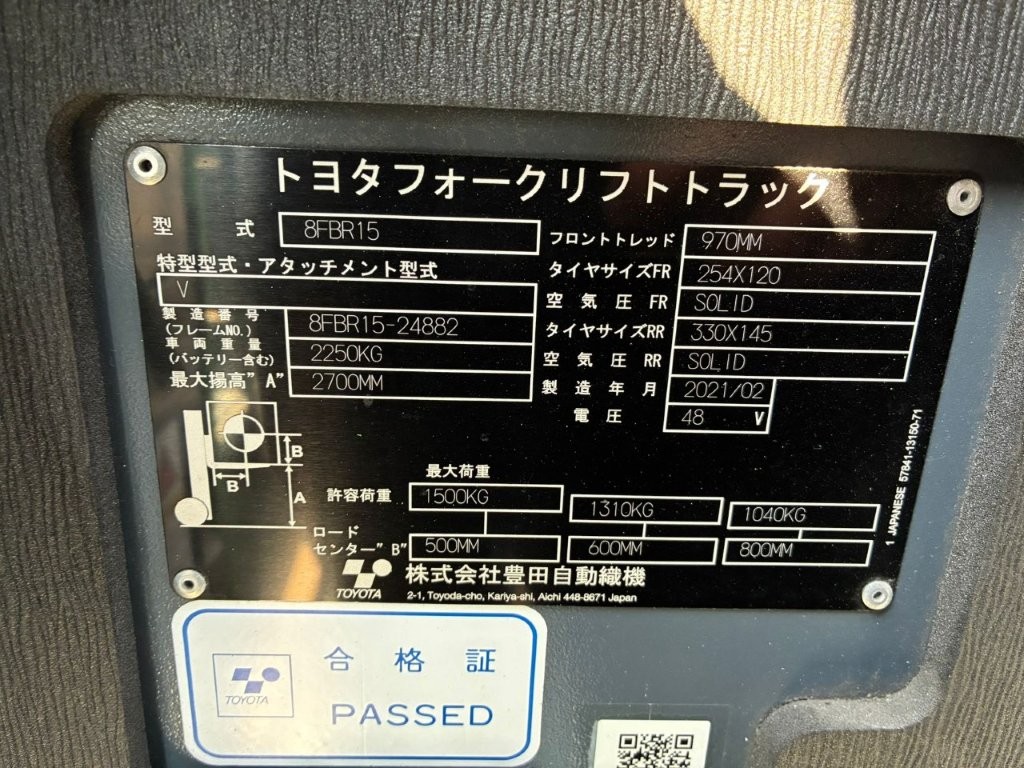 トヨタフォークリフトトラック
型式 8FBR15
特型型式・アタッチメント型式
V
製造番号
(フレームNO.) 8FBR15-24882
車両重量
(バッテリー含む) 2250KG
最大揚高"A" 2700MM
フロントトレッド 970MM
タイヤサイズFR 254X120
空気圧 FR SOLID
タイヤサイズRR 330X145
空気圧 RR SOLID
製造年月 2021/02
電圧 48 V
B
B
A
最大荷重
許容荷重 1500KG 1310KG 1040KG
ロード
センター"B" 500MM 600MM 800MM
TOYOTA 株式会社豊田自動織機
2-1, Toyoda-cho, Kariya-shi, Aichi 448-8671 Japan
1 JAPANESE 57841-13150-71
合格証
TOYOTA
PASSED